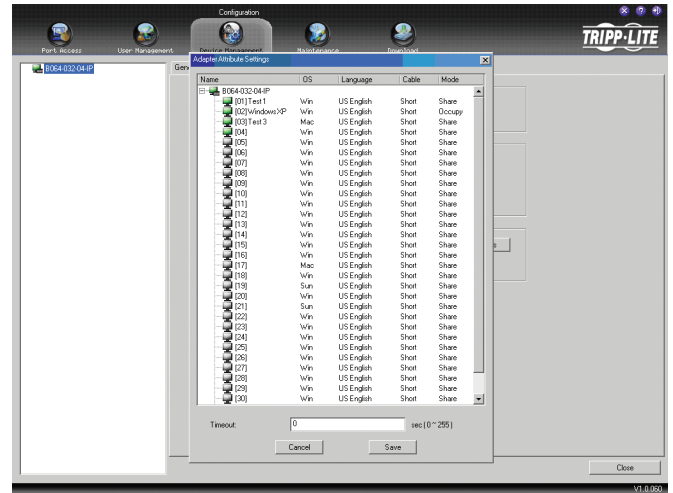 Configuration
Port Access
User Management
Device Management
Maintenance
Download
TRIPP·LITE
B064-032-04-IP
Gen
Adapter Attribute Settings
Name OS Language Cable Mode
B064-032-04-IP
[01] Test 1 Win US English Short Share
[02] Windows XP Win US English Short Occupy
[03] Test 3 Mac US English Short Share
[04] Win US English Short Share
[05] Win US English Short Share
[06] Win US English Short Share
[07] Win US English Short Share
[08] Win US English Short Share
[09] Win US English Short Share
[10] Win US English Short Share
[11] Win US English Short Share
[12] Win US English Short Share
[13] Win US English Short Share
[14] Win US English Short Share
[15] Win US English Short Share
[16] Win US English Short Share
[17] Mac US English Short Share
[18] Win US English Short Share
[19] Sun US English Short Share
[20] Win US English Short Share
[21] Sun US English Short Share
[22] Win US English Short Share
[23] Win US English Short Share
[24] Win US English Short Share
[25] Win US English Short Share
[26] Win US English Short Share
[27] Win US English Short Share
[28] Win US English Short Share
[29] Win US English Short Share
[30] Win US English Short Share
Timeout: 0 sec ( 0 ~ 255 )
Cancel Save
Close
V1.0.060